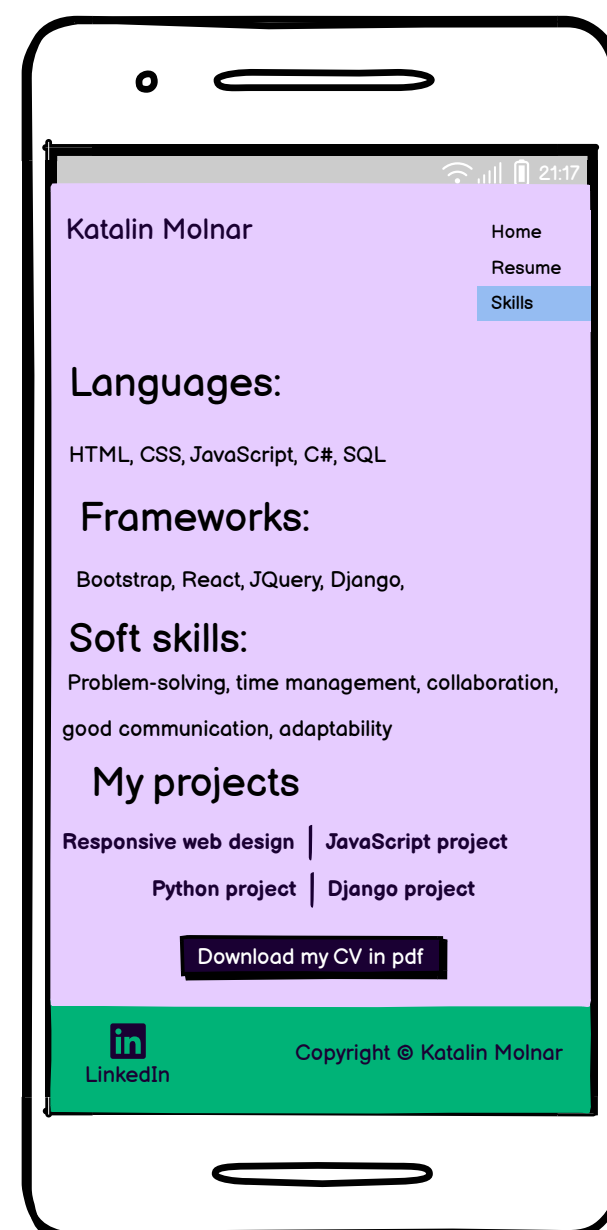 21:17
Katalin Molnar
Home
Resume
Skills
Languages:
HTML, CSS, JavaScript, C#, SQL
Frameworks:
Bootstrap, React, JQuery, Django,
Soft skills:
Problem-solving, time management, collaboration,
good communication, adaptability
My projects
Responsive web design | JavaScript project
Python project | Django project
Download my CV in pdf
in
LinkedIn
Copyright © Katalin Molnar